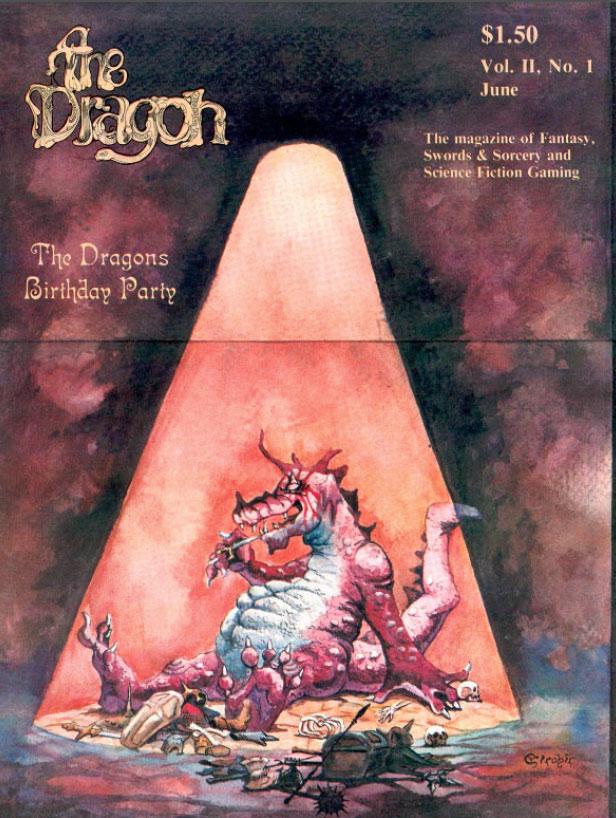 the
Dragon
$1.50
Vol. II, No. 1
June
The magazine of Fantasy,
Swords & Sorcery and
Science Fiction Gaming
The Dragons
Birthday Party